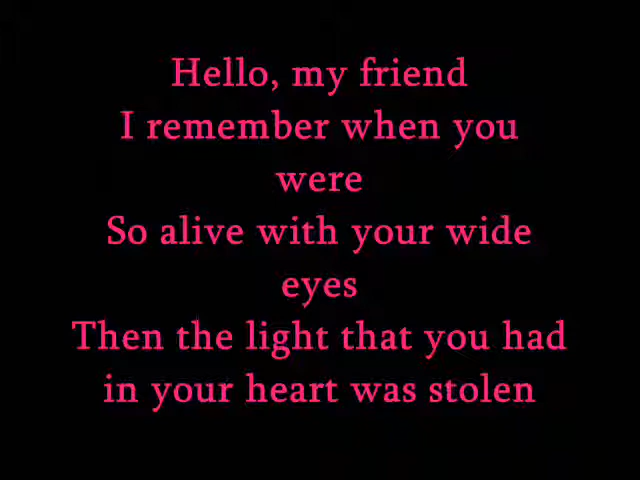 Hello, my friend
I remember when you
were
So alive with your wide
eyes
Then the light that you had
in your heart was stolen